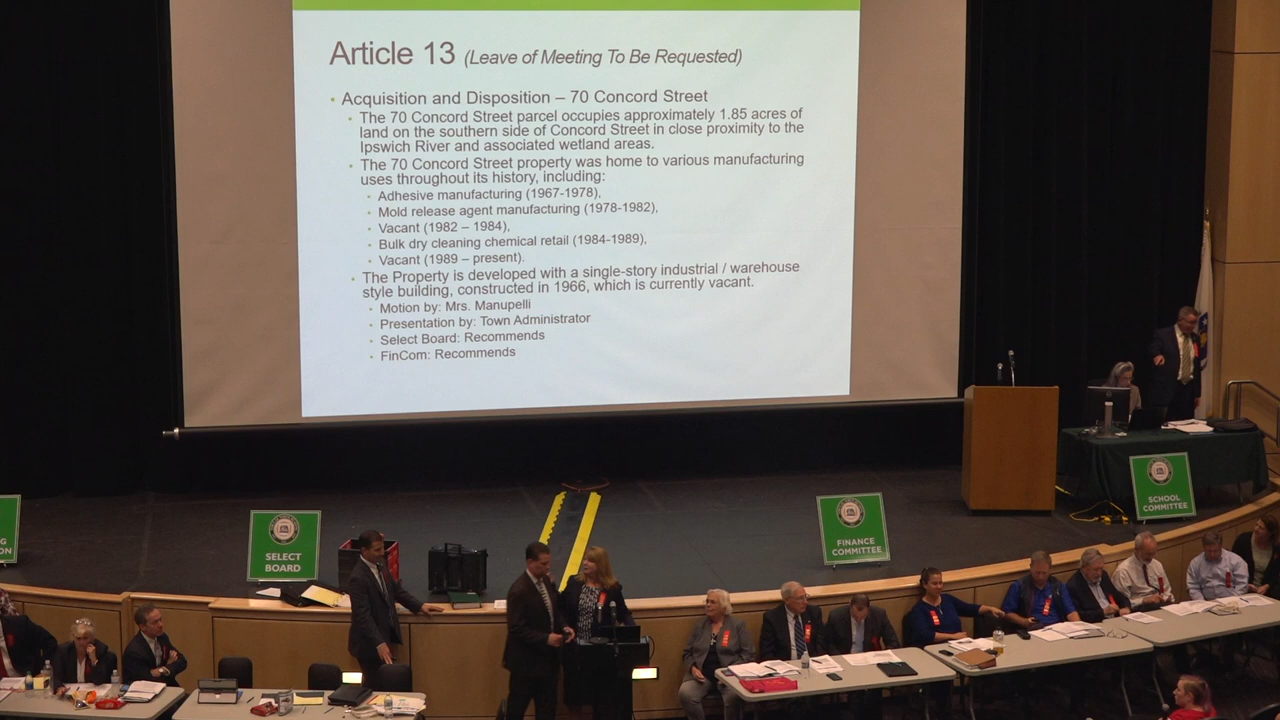 Article 13 (Leave of Meeting To Be Requested)
• Acquisition and Disposition – 70 Concord Street
• The 70 Concord Street parcel occupies approximately 1.85 acres of
land on the southern side of Concord Street in close proximity to the
Ipswich River and associated wetland areas.
• The 70 Concord Street property was home to various manufacturing
uses throughout its history, including:
• Adhesive manufacturing (1967-1978),
• Mold release agent manufacturing (1978-1982),
• Vacant (1982 – 1984),
• Bulk dry cleaning chemical retail (1984-1989),
• Vacant (1989 – present).
• The Property is developed with a single-story industrial / warehouse
style building, constructed in 1966, which is currently vacant.
• Motion by: Mrs. Manupelli
• Presentation by: Town Administrator
• Select Board: Recommends
• FinCom: Recommends
SCHOOL
COMMITTEE
FINANCE
COMMITTEE
SELECT
BOARD
G
ON